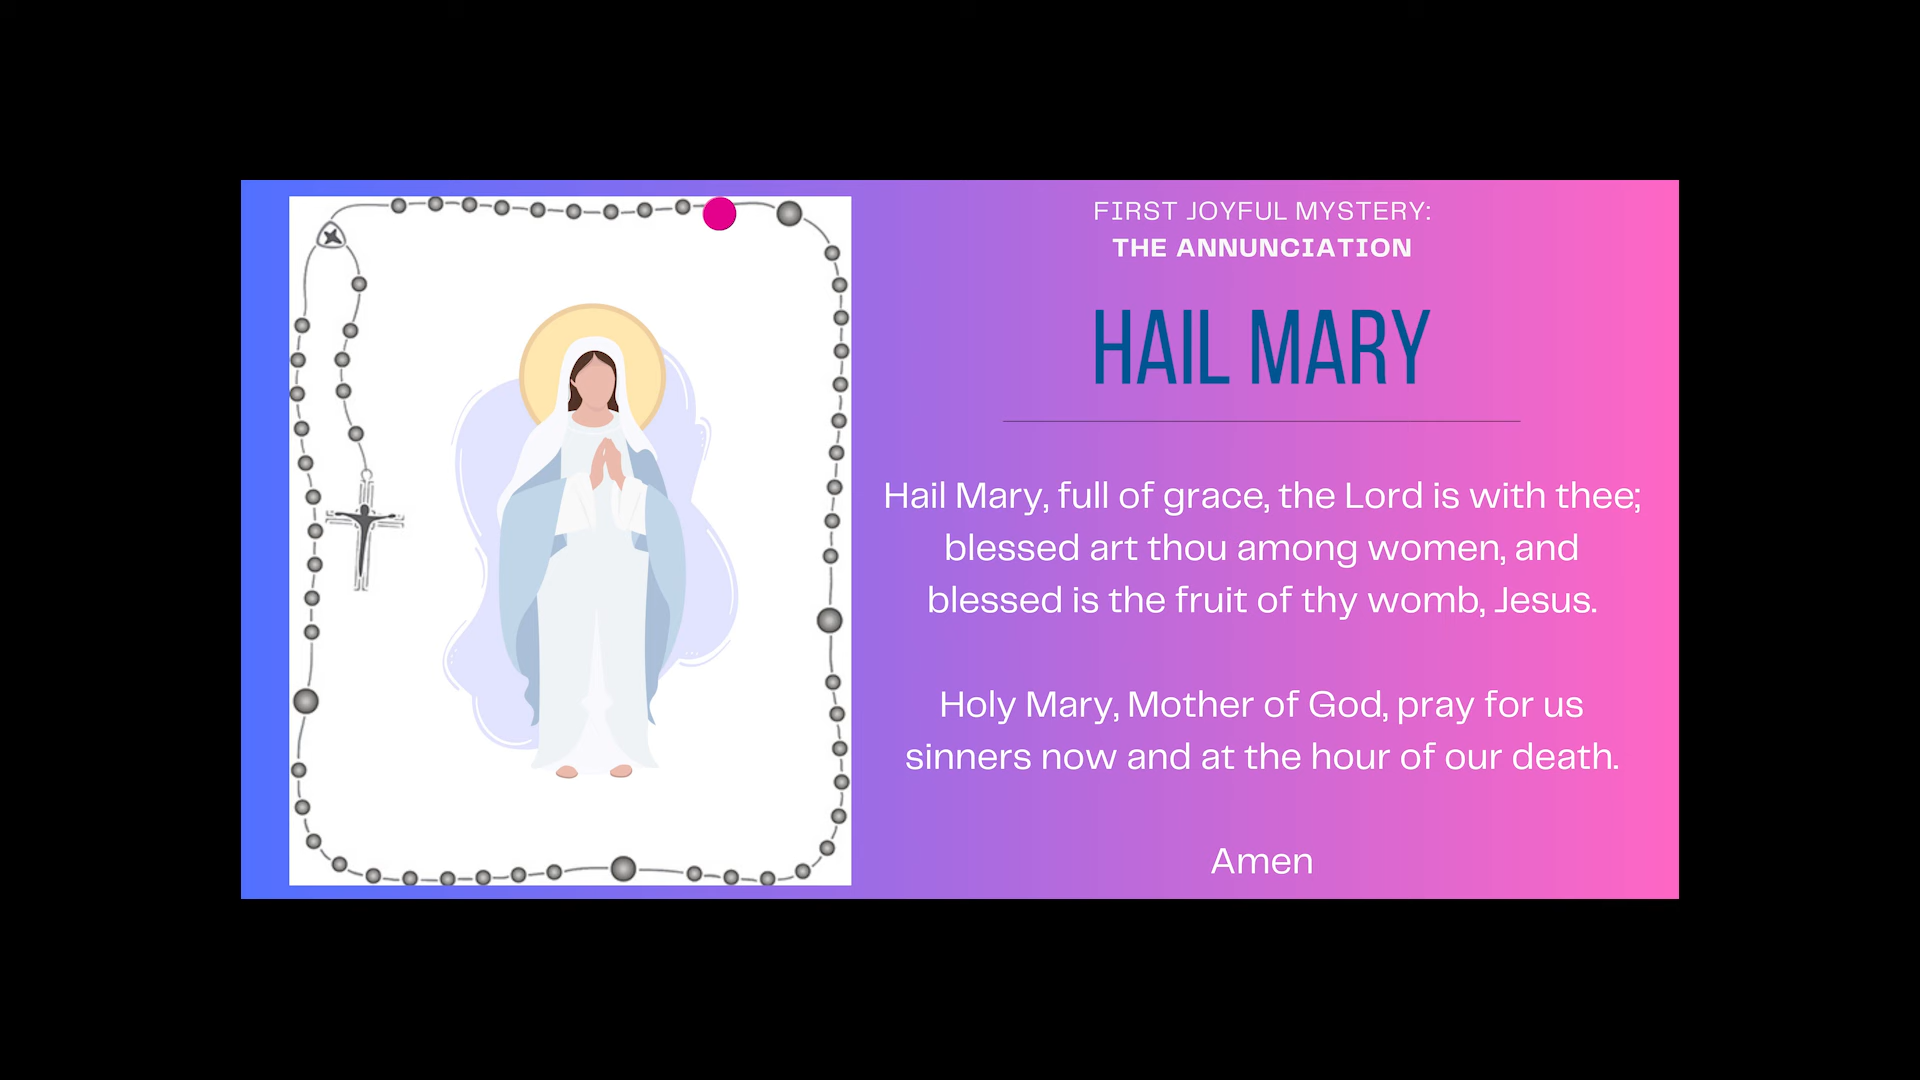 FIRST JOYFUL MYSTERY:
THE ANNUNCIATION
HAIL MARY
Hail Mary, full of grace, the Lord is with thee;
blessed art thou among women, and
blessed is the fruit of thy womb, Jesus.
Holy Mary, Mother of God, pray for us
sinners now and at the hour of our death.
Amen